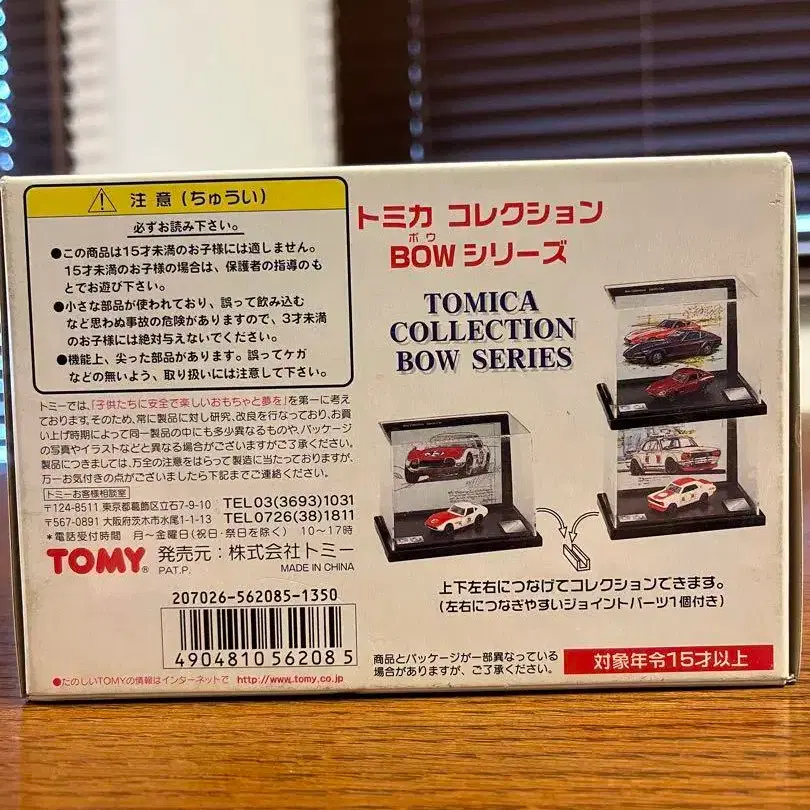 注意(ちゅうい)
必ずお読み下さい。
●この商品は15才未満のお子様には適しません。
15才未満のお子様の場合は、保護者の指導のも
とでお遊び下さい。
●小さな部品が使われており、誤って飲み込む
など思わぬ事故の危険がありますので、3才未満
のお子様には絶対与えないでください。
●機能上、尖った部品があります。誤ってケガ
などの無いよう、取り扱いには注意して下さい。
トミーでは、「子供たちに安全で楽しいおもちゃと夢を」を第一に考え
ております。そのため、常に製品に対し研究、改良を行なっており、お買
い上げ時期によって同一製品の中にも多少異なるものや、パッケージ
の写真やイラストなどと異なる場合がございますがご了承ください。
製品につきましては、万全の注意をはらって製造に当たっておりますが、
万一お気付きの点がございましたら下記までご連絡ください。
トミーお客様相談室
〒124-8511 東京都葛飾区立石7-9-10 TEL03(3693)1031
〒567-0891 大阪府茨木市水尾1-1-13 TEL0726(38)1811
*電話受付時間 月〜金曜日(祝日・祭日を除く) 10〜17時
TOMY® 発売元:株式会社トミー
PAT.P. MADE IN CHINA
207026-562085-1350
4904810562085
●たのしいTOMYの情報はインターネットで http://www.tomy.co.jp
トミカ コレクション
ボウ
BOWシリーズ
TOMICA
COLLECTION
BOW SERIES
上下左右につなげてコレクションできます。
(左右につなぎやすいジョイントパーツ1個付き)
商品とパッケージが一部異なっている
場合がありますが、ご了承ください。
対象年令15才以上